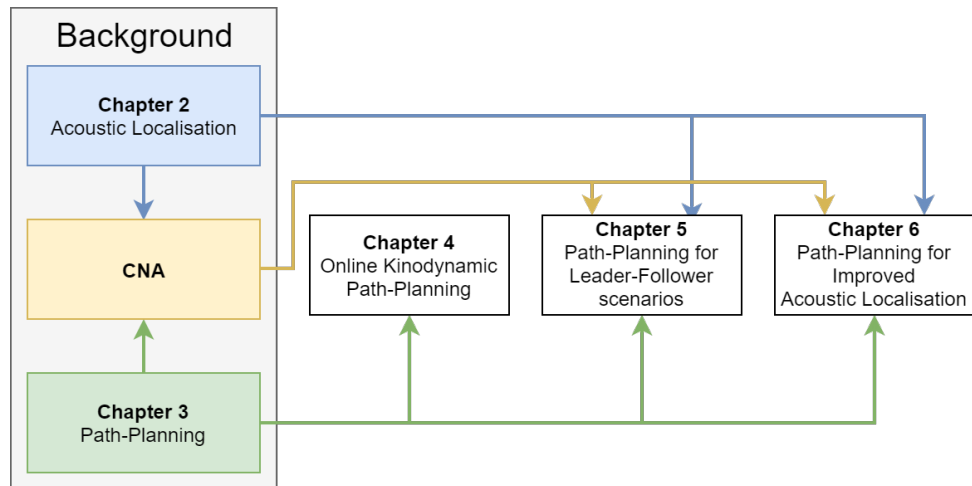 Background
Chapter 2
Acoustic Localisation
CNA
Chapter 3
Path-Planning
Chapter 4
Online Kinodynamic
Path-Planning
Chapter 5
Path-Planning for
Leader-Follower
scenarios
Chapter 6
Path-Planning for
Improved
Acoustic Localisation